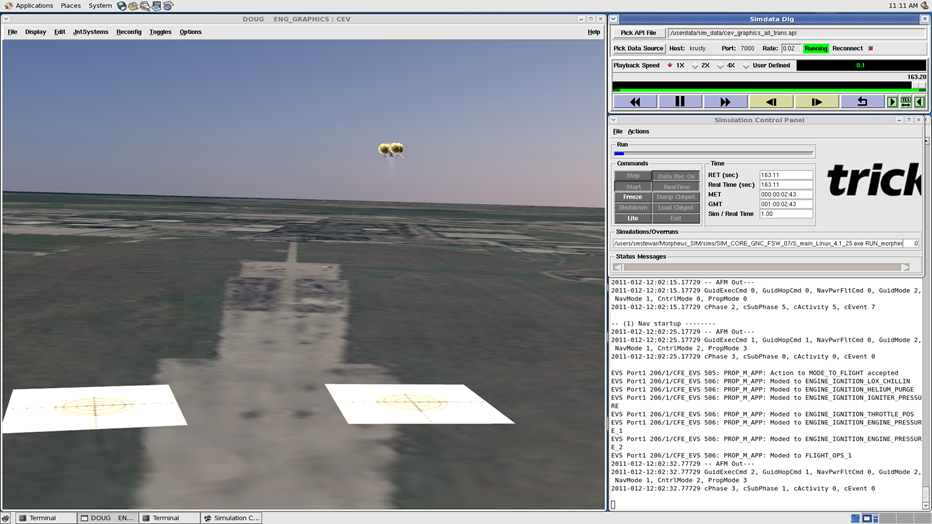 Applications Places System
11:11 AM
DOUG ENG_GRAPHICS : CEV
File Display Edit JntSystems Reconfig Toggles Options Help
Simdata Dlg
Pick API File /userdata/sim_data/cev_graphics_all_trans.api
Pick Data Source Host: krusty Port: 7000 Rate: 0.02 Running Reconnect
Playback Speed 1X 2X 4X User Defined 0.1
163.20
Simulation Control Panel
File Actions
Run
Commands
Step Data Rec On
Start RealTime
Freeze Dump Chkpnt
Shutdown Load Chkpnt
Lite Exit
Time
RET (sec) 163.11
Real Time (sec) 163.11
MET 000:00:02:43
GMT 001:00:02:43
Sim / Real Time 1.00
trick
Simulations/Overruns
/users/smstewar/Morpheus_SIM/sims/SIM_CORE_GNC_FSW_07/S_main_Linux_4.1_25.exe RUN_morpheu 0
Status Messages
2011-012-12:02:15.17729 -- AFM Out---
2011-012-12:02:15.17729 GuidExecCmd 0, GuidHopCmd 0, NavPwrFltCmd 0, GuidMode 2,
NavMode 1, CntrlMode 0, PropMode 0
2011-012-12:02:15.17729 cPhase 2, cSubPhase 5, cActivity 5, cEvent 7
-- (1) Nav startup --------
2011-012-12:02:25.17729 -- AFM Out---
2011-012-12:02:25.17729 GuidExecCmd 1, GuidHopCmd 1, NavPwrFltCmd 0, GuidMode 2,
NavMode 1, CntrlMode 2, PropMode 3
2011-012-12:02:25.17729 cPhase 3, cSubPhase 0, cActivity 0, cEvent 0
EVS Port1 206/1/CFE_EVS 505: PROP_M_APP: Action to MODE_TO_FLIGHT accepted
EVS Port1 206/1/CFE_EVS 506: PROP_M_APP: Moded to ENGINE_IGNITION_LOX_CHILLIN
EVS Port1 206/1/CFE_EVS 506: PROP_M_APP: Moded to ENGINE_IGNITION_HELIUM_PURGE
EVS Port1 206/1/CFE_EVS 506: PROP_M_APP: Moded to ENGINE_IGNITION_IGNITER_PRESSU
RE
EVS Port1 206/1/CFE_EVS 506: PROP_M_APP: Moded to ENGINE_IGNITION_THROTTLE_POS
EVS Port1 206/1/CFE_EVS 506: PROP_M_APP: Moded to ENGINE_IGNITION_ENGINE_PRESSUR
E_1
EVS Port1 206/1/CFE_EVS 506: PROP_M_APP: Moded to ENGINE_IGNITION_ENGINE_PRESSUR
E_2
EVS Port1 206/1/CFE_EVS 506: PROP_M_APP: Moded to FLIGHT_OPS_1
2011-012-12:02:32.77729 -- AFM Out---
2011-012-12:02:32.77729 GuidExecCmd 2, GuidHopCmd 1, NavPwrFltCmd 0, GuidMode 2,
NavMode 1, CntrlMode 2, PropMode 3
2011-012-12:02:32.77729 cPhase 3, cSubPhase 1, cActivity 0, cEvent 0
Terminal
DOUG EN...
Terminal
Simulation C...